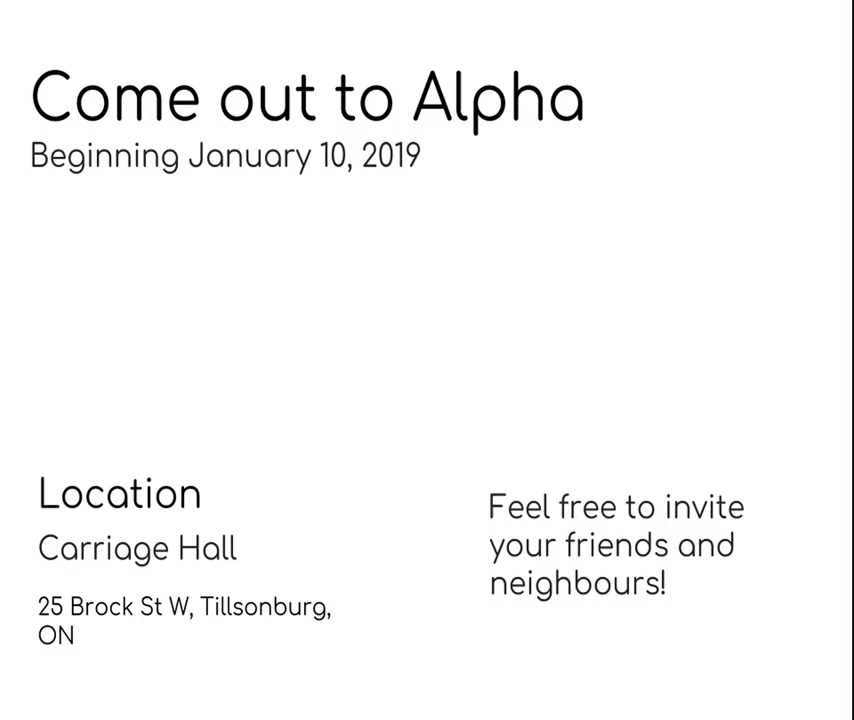 Come out to Alpha
Beginning January 10, 2019
Location
Carriage Hall
25 Brock St W, Tillsonburg,
ON
Feel free to invite
your friends and
neighbours!